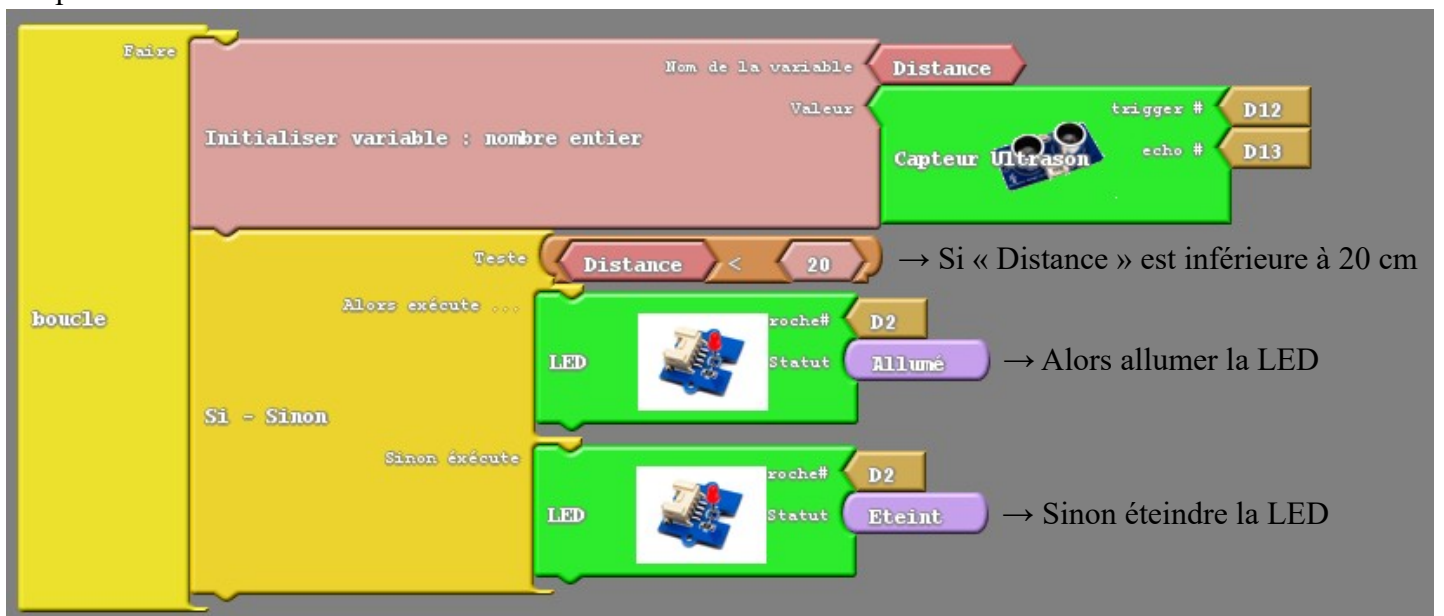 Faire
Nom de la variable
Distance
Valeur
trigger # D12
Initialiser variable : nombre entier
Capteur Ultrason
echo # D13
Teste
Distance < 20
→ Si « Distance » est inférieure à 20 cm
boucle
Alors exécute ...
roche# D2
LED
Statut Allumé
→ Alors allumer la LED
Si - Sinon
Sinon éxécute
roche# D2
LED
Statut Eteint
→ Sinon éteindre la LED